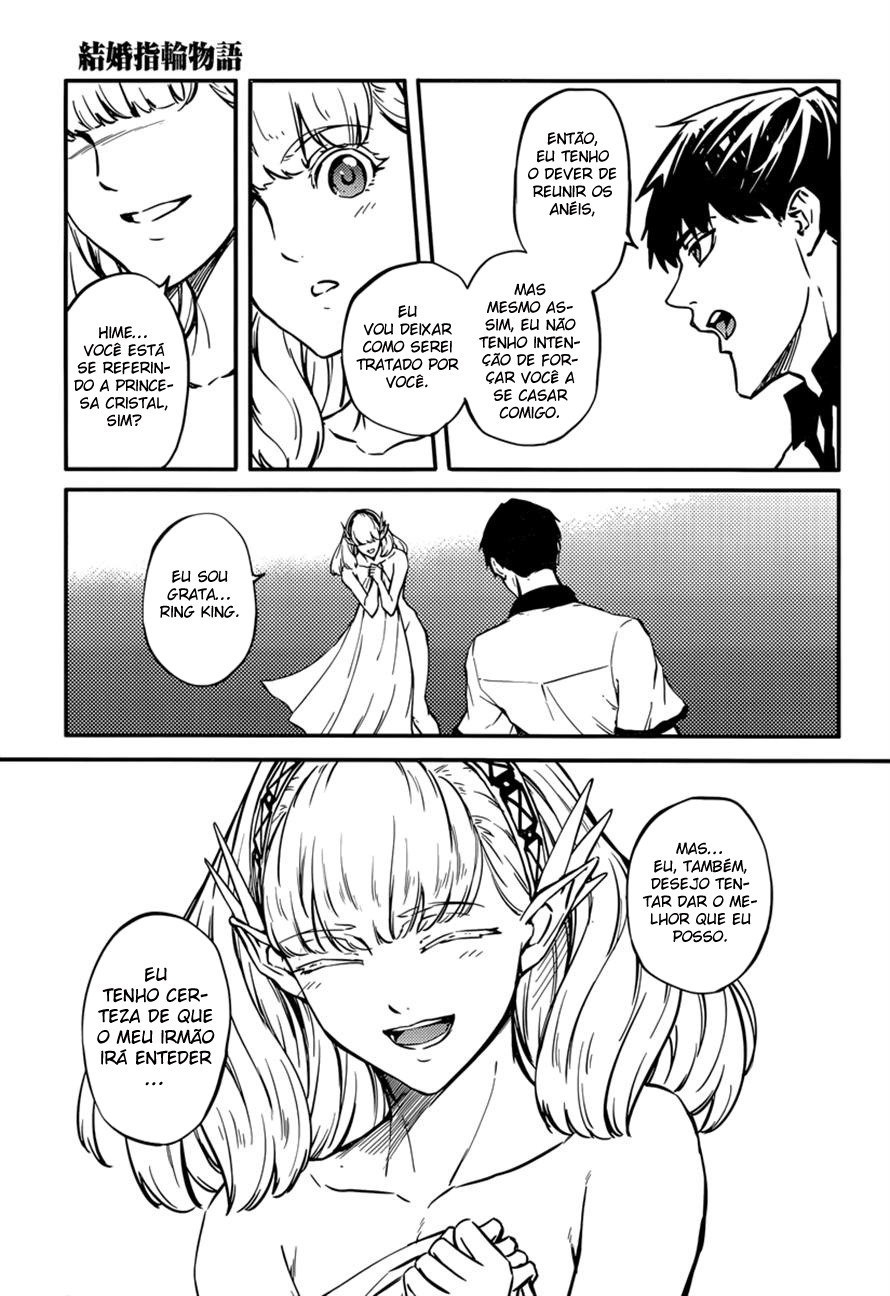 結婚指輪物語
ENTÃO,
EU TENHO
O DEVER DE
REUNIR OS
ANÉIS,
MAS
MESMO AS-
SIM, EU NÃO
TENHO INTEN-
ÇÃO DE FOR-
ÇAR VOCÊ A
SE CASAR
COMIGO.
EU
VOU DEIXAR
COMO SEREI
TRATADO POR
VOCÊ.
HIME...
VOCÊ ESTÁ
SE REFERIN-
DO A PRINCE-
SA CRISTAL,
SIM?
EU SOU
GRATA...
RING KING.
MAS...
EU, TAMBÉM,
DESEJO TEN-
TAR DAR O ME-
LHOR QUE EU
POSSO.
EU
TENHO CER-
TEZA DE QUE
O MEU IRMÃO
IRÁ ENTEDER
...